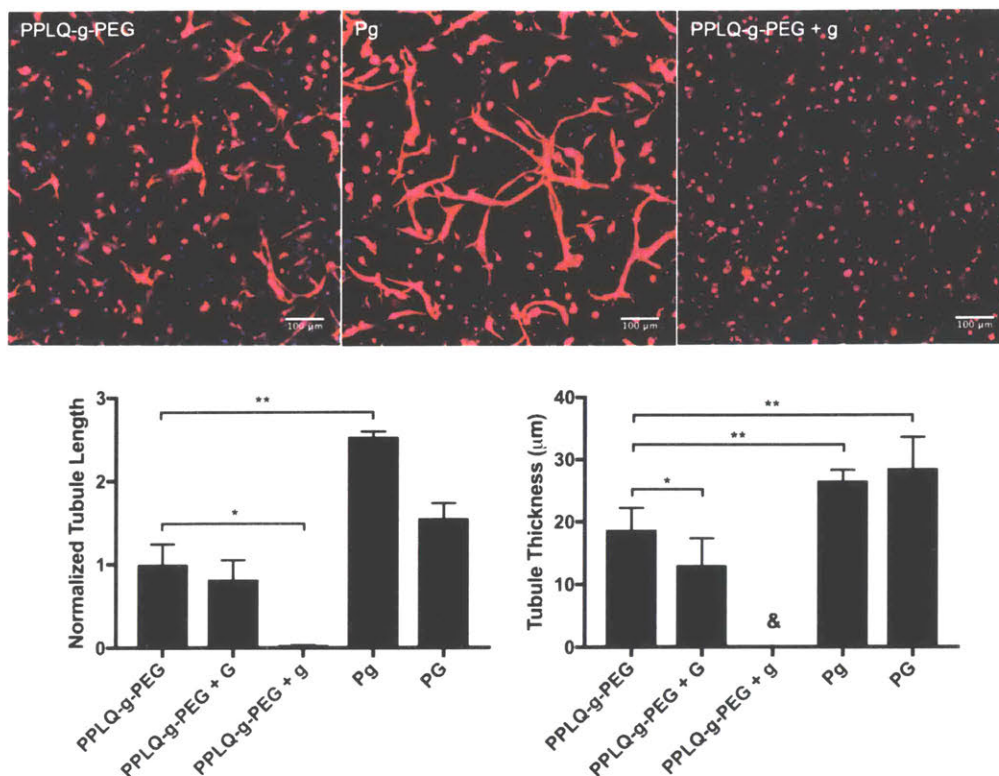 PPLQ-g-PEG
Pg
PPLQ-g-PEG + g
100 μm
100 μm
100 μm
Normalized Tubule Length
3
2
1
0
**
*
PPLQ-g-PEG
PPLQ-g-PEG + G
PPLQ-g-PEG + g
Pg
PG
Tubule Thickness (μm)
40
30
20
10
0
**
**
*
&
PPLQ-g-PEG
PPLQ-g-PEG + G
PPLQ-g-PEG + g
Pg
PG